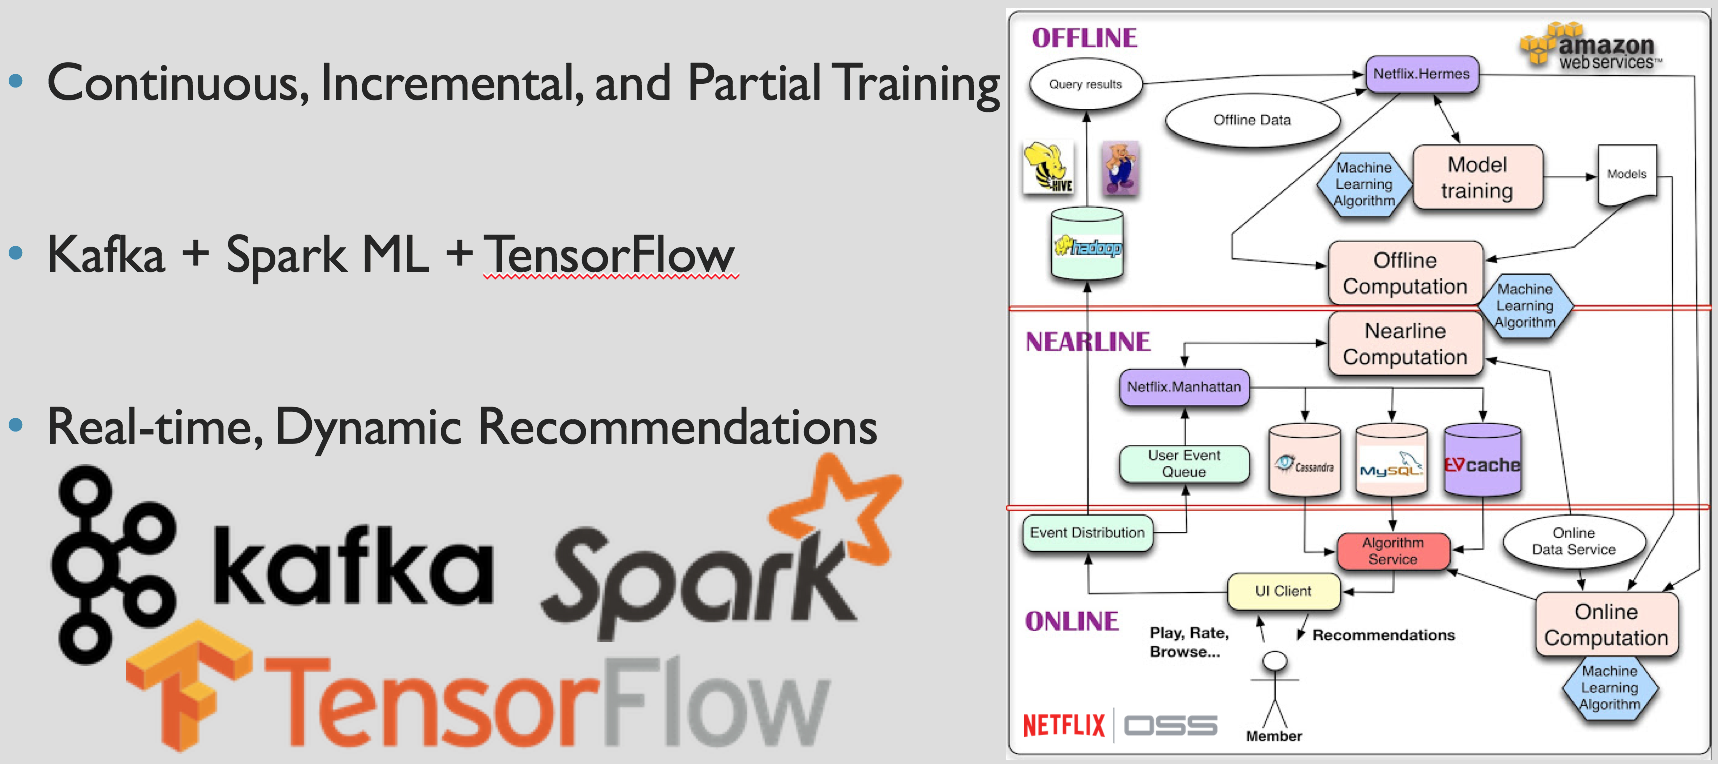 • Continuous, Incremental, and Partial Training
• Kafka + Spark ML + TensorFlow
• Real-time, Dynamic Recommendations
kafka
Spark
TensorFlow
OFFLINE
amazon
webservices™
Query results
Netflix.Hermes
Offline Data
HIVE
Machine
Learning
Algorithm
Model
training
Models
hadoop
Offline
Computation
Machine
Learning
Algorithm
NEARLINE
Nearline
Computation
Netflix.Manhattan
User Event
Queue
Cassandra
MySQL
EVcache
Event Distribution
Algorithm
Service
Online
Data Service
UI Client
ONLINE
Play, Rate,
Browse...
Recommendations
Online
Computation
Machine
Learning
Algorithm
NETFLIX | OSS
Member